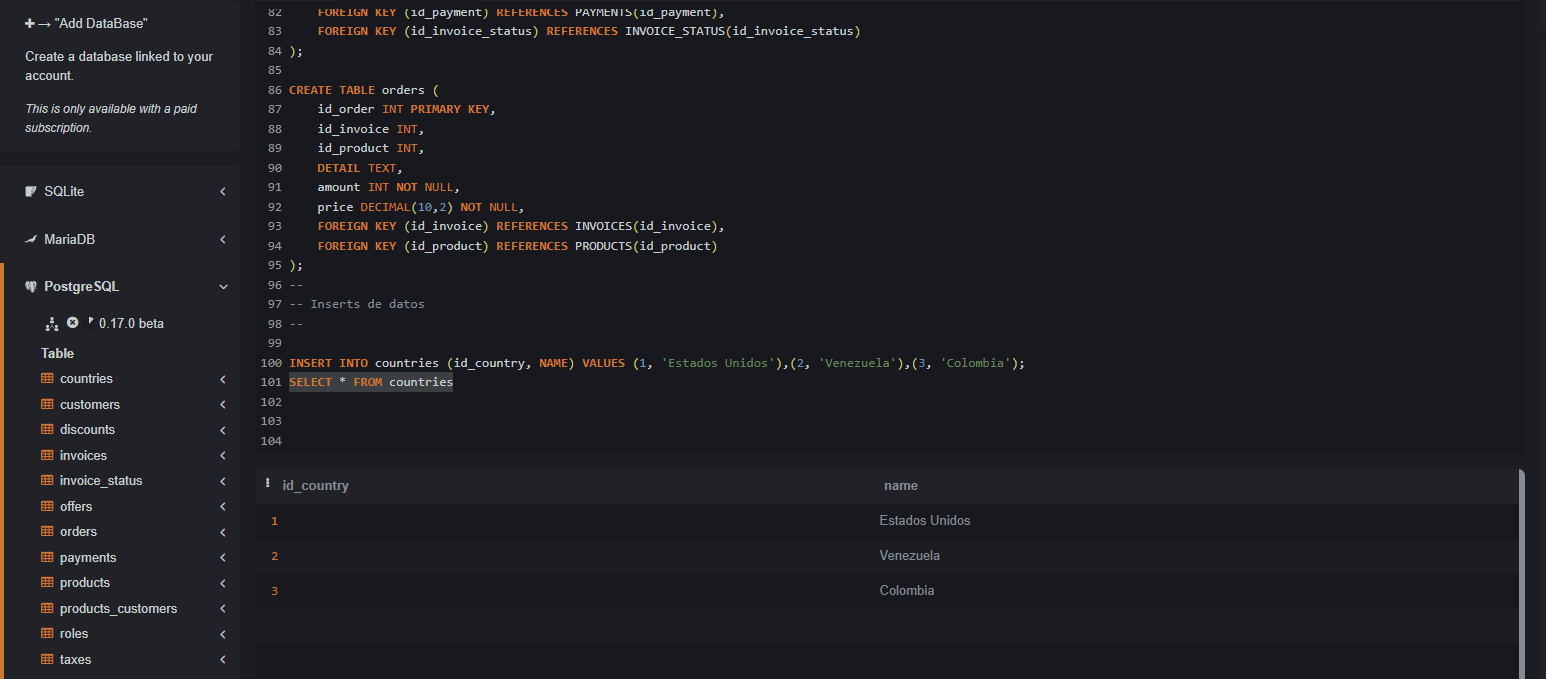 + → "Add DataBase"
Create a database linked to your
account.
This is only available with a paid
subscription.
SQLite
MariaDB
PostgreSQL
0.17.0 beta
Table
countries
customers
discounts
invoices
invoice_status
offers
orders
payments
products
products_customers
roles
taxes
82 FOREIGN KEY (id_payment) REFERENCES PAYMENTS(id_payment),
83 FOREIGN KEY (id_invoice_status) REFERENCES INVOICE_STATUS(id_invoice_status)
84 );
85
86 CREATE TABLE orders (
87 id_order INT PRIMARY KEY,
88 id_invoice INT,
89 id_product INT,
90 DETAIL TEXT,
91 amount INT NOT NULL,
92 price DECIMAL(10,2) NOT NULL,
93 FOREIGN KEY (id_invoice) REFERENCES INVOICES(id_invoice),
94 FOREIGN KEY (id_product) REFERENCES PRODUCTS(id_product)
95 );
96 --
97 -- Inserts de datos
98 --
99
100 INSERT INTO countries (id_country, NAME) VALUES (1, 'Estados Unidos'),(2, 'Venezuela'),(3, 'Colombia');
101 SELECT * FROM countries
102
103
104
id_country name
1 Estados Unidos
2 Venezuela
3 Colombia